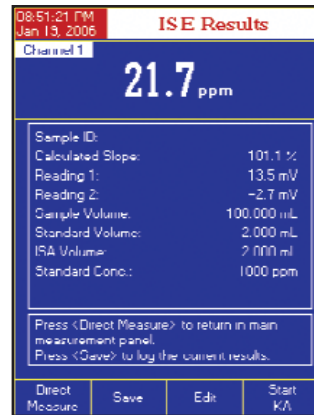 08:51:21 PM
Jan 13, 2006
ISE Results
Channel 1
21.7 ppm
Sample ID:
Calculated Slope: 101.1 %
Reading 1: 13.5 mV
Reading 2: -2.7 mV
Sample Volume: 100.000 mL
Standard Volume: 2.000 mL
ISA Volume: 2.000 mL
Standard Conc.: 1000 ppm
Press <Direct Measure> to return in main
measurement panel.
Press <Save> to log the current results.
Direct Measure
Save
Edit
Start KA